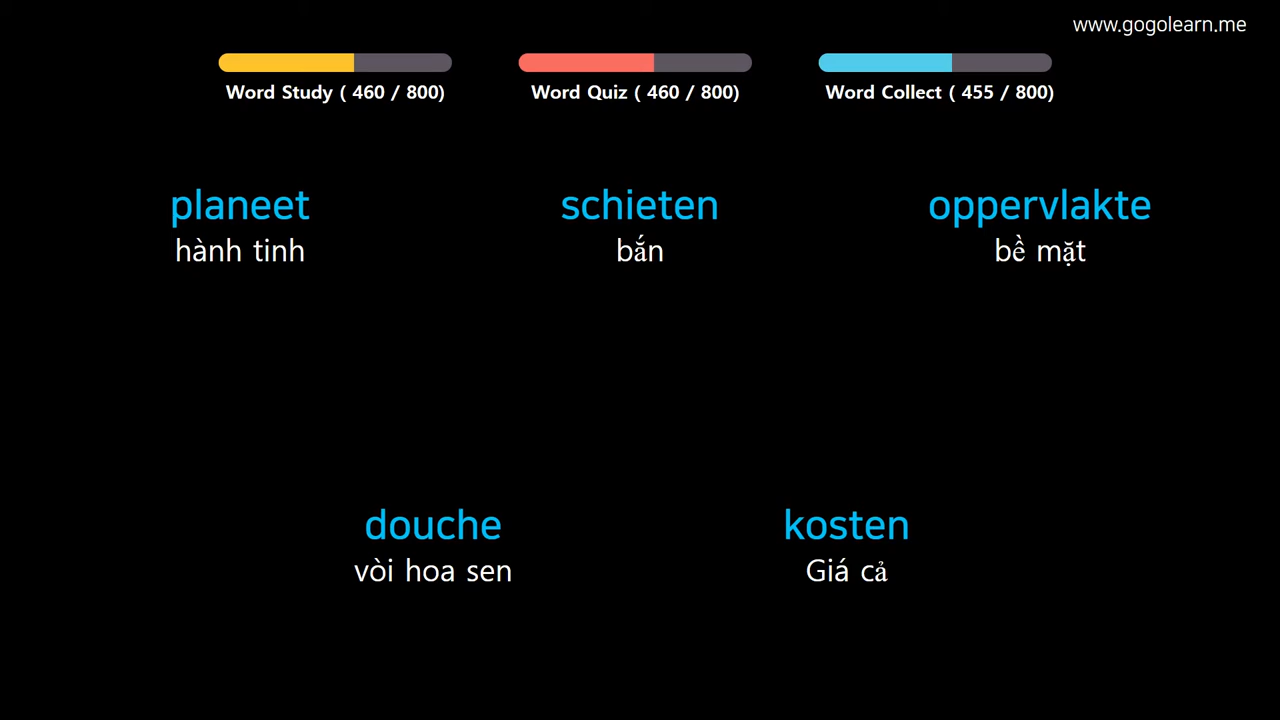 www.gogolearn.me
Word Study ( 460 / 800)
Word Quiz ( 460 / 800)
Word Collect ( 455 / 800)
planeet
hành tinh
schieten
bắn
oppervlakte
bề mặt
douche
vòi hoa sen
kosten
Giá cả